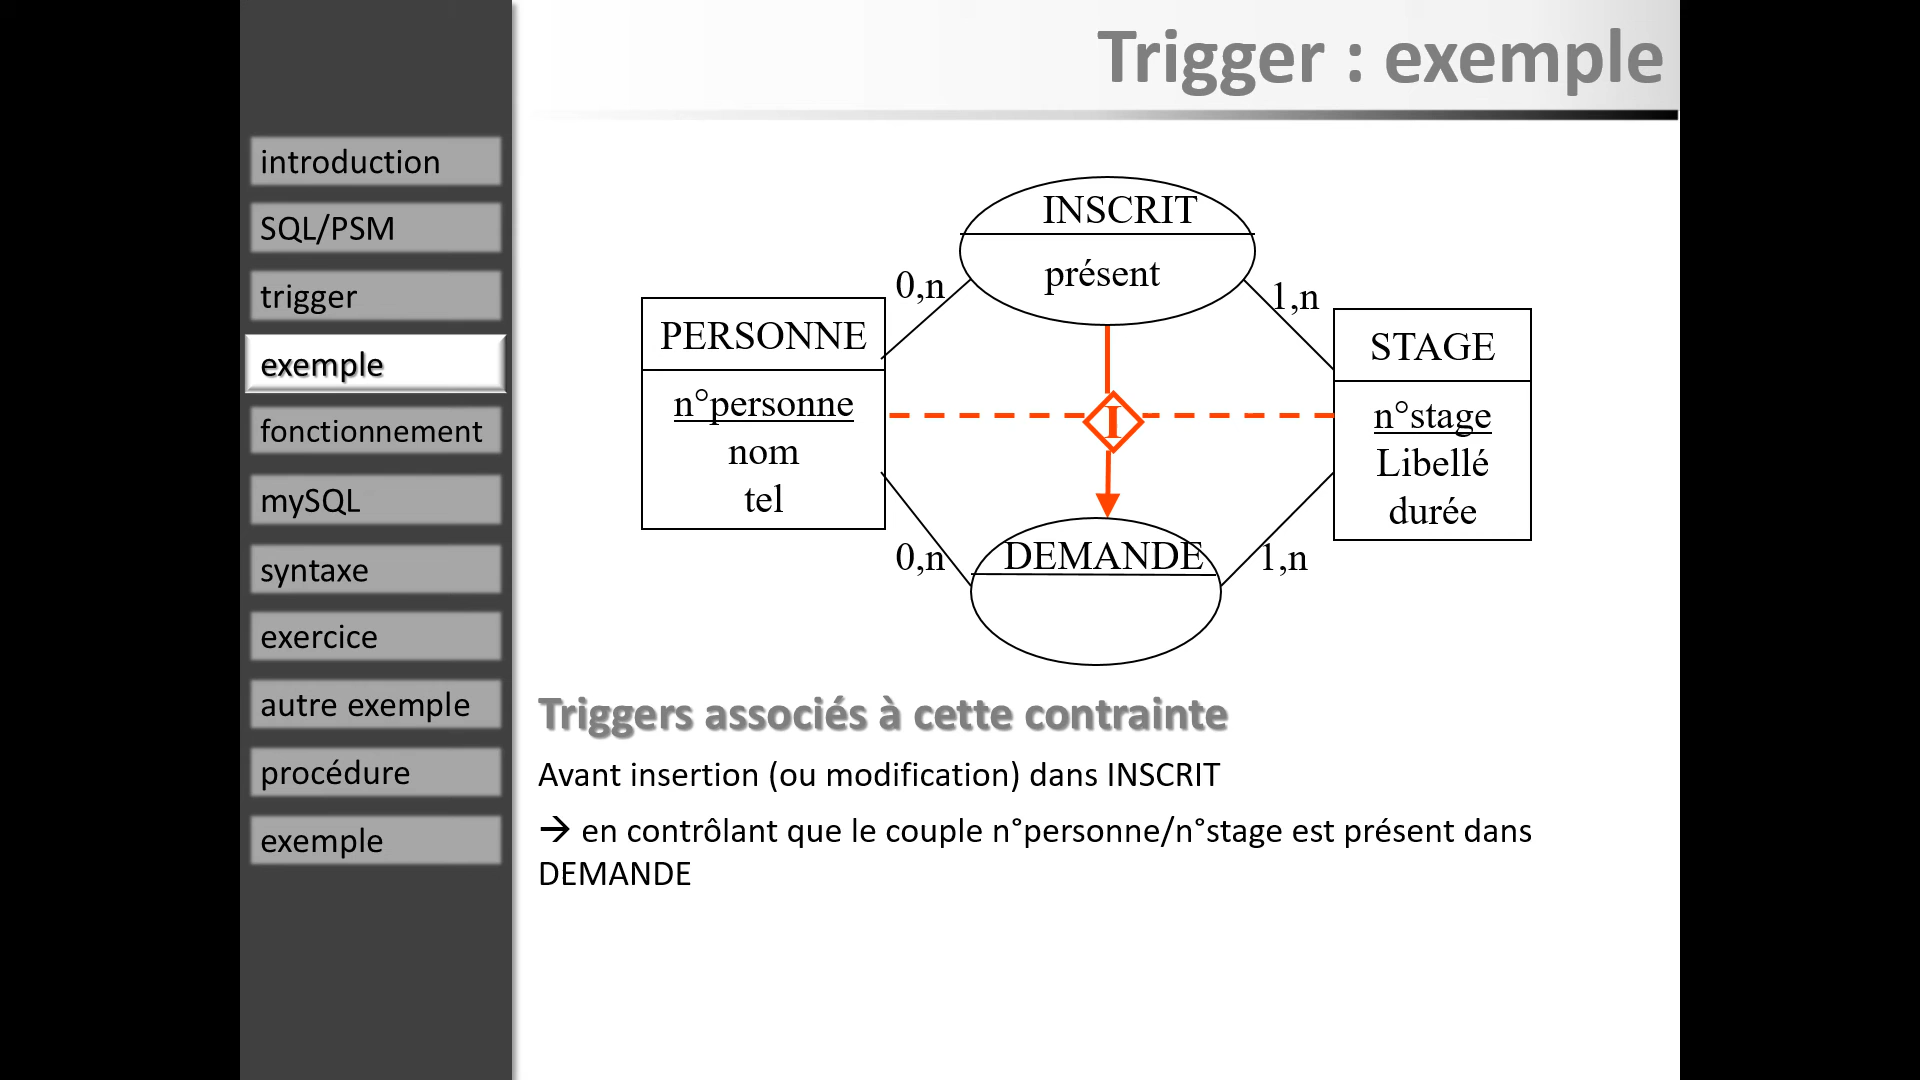 Trigger : exemple
introduction
SQL/PSM
trigger
exemple
fonctionnement
mySQL
syntaxe
exercice
autre exemple
procédure
exemple
INSCRIT
présent
0,n
1,n
PERSONNE
n°personne
nom
tel
STAGE
n°stage
Libellé
durée
I
0,n
DEMANDE
1,n
Triggers associés à cette contrainte
Avant insertion (ou modification) dans INSCRIT
→ en contrôlant que le couple n°personne/n°stage est présent dans
DEMANDE